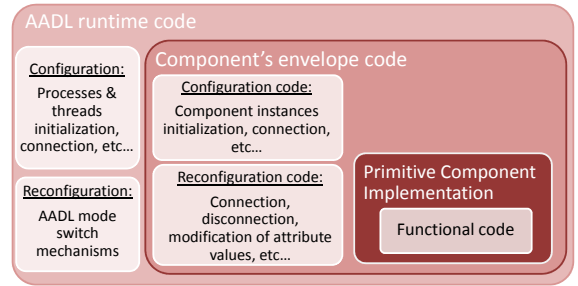 AADL runtime code
Configuration:
Processes &
threads
initialization,
connection, etc…
Reconfiguration:
AADL mode
switch
mechanisms
Component's envelope code
Configuration code:
Component instances
initialization, connection,
etc…
Reconfiguration code:
Connection,
disconnection,
modification of attribute
values, etc…
Primitive Component
Implementation
Functional code